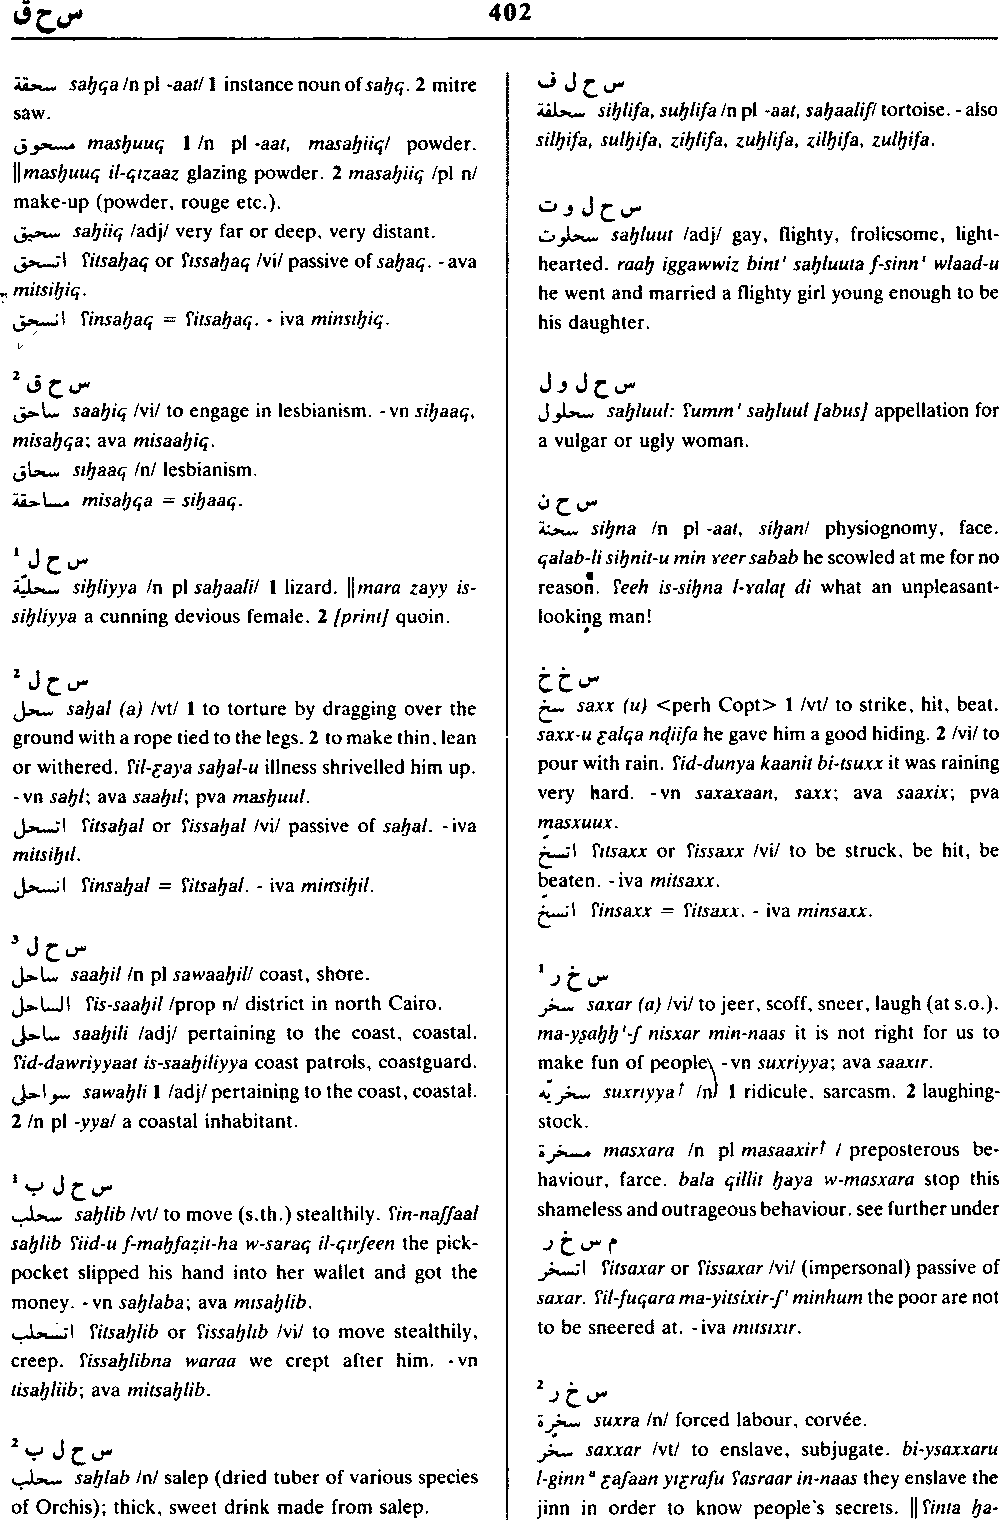 س ح ق 402
سحقة saḥqa /n pl -aat/ 1 instance noun of saḥq. 2 mitre
saw.
مسحوق masḥuuq 1 /n pl -aat, masaḥiiq/ powder.
||masḥuuq il-qizaaz glazing powder. 2 masaḥiiq /pl n/
make-up (powder, rouge etc.).
سحيق saḥiiq /adj/ very far or deep, very distant.
اتسحق ʕitsaḥaq or ʕissaḥaq /vi/ passive of saḥaq. -ava
mitsiḥiq.
انسحق ʕinsaḥaq = ʕitsaḥaq. - iva minsiḥiq.
س ح ق ²
ساحق saaḥiq /vi/ to engage in lesbianism. -vn siḥaaq,
misaḥqa; ava misaaḥiq.
سحاق siḥaaq /n/ lesbianism.
مساحقة misaḥqa = siḥaaq.
س ح ل ¹
سحلية siḥliyya /n pl saḥaali/ 1 lizard. ||mara zayy is-
siḥliyya a cunning devious female. 2 [print] quoin.
س ح ل ²
سحل saḥal (a) /vt/ 1 to torture by dragging over the
ground with a rope tied to the legs. 2 to make thin, lean
or withered. ʕil-ɛaya saḥal-u illness shrivelled him up.
-vn saḥl; ava saaḥil; pva masḥuul.
اتسحل ʕitsaḥal or ʕissaḥal /vi/ passive of saḥal. -iva
mitsiḥil.
انسحل ʕinsaḥal = ʕitsaḥal. - iva minsiḥil.
س ح ل ³
ساحل saaḥil /n pl sawaaḥil/ coast, shore.
الساحل ʕis-saaḥil /prop n/ district in north Cairo.
ساحلي saaḥili /adj/ pertaining to the coast, coastal.
ʕid-dawriyyaat is-saaḥiliyya coast patrols, coastguard.
سواحلي sawaḥli 1 /adj/ pertaining to the coast, coastal.
2 /n pl -yya/ a coastal inhabitant.
س ح ل ب ¹
سحلب saḥlib /vt/ to move (s.th.) stealthily. ʕin-naʃʃaal
saḥlib ʕiid-u f-maḥfaẓit-ha w-saraq il-qirʃeen the pick-
pocket slipped his hand into her wallet and got the
money. -vn saḥlaba; ava misaḥlib.
اتسحلب ʕitsaḥlib or ʕissaḥlib /vi/ to move stealthily,
creep. ʕissaḥlibna waraa we crept after him. -vn
tisaḥliib; ava mitsaḥlib.
س ح ل ب ²
سحلب saḥlab /n/ salep (dried tuber of various species
of Orchis); thick, sweet drink made from salep.
س ح ل ف
سحلفة siḥlifa, suḥlifa /n pl -aat, saḥaalif/ tortoise. - also
silḥifa, sulḥifa, ziḥlifa, zuḥlifa, zilḥifa, zulḥifa.
س ح ل و ت
سحلوت saḥluut /adj/ gay, flighty, frolicsome, light-
hearted. raaḥ iggawwiz bint' saḥluuta f-sinn' wlaad-u
he went and married a flighty girl young enough to be
his daughter.
س ح ل و ل
سحلول saḥluul: ʕumm' saḥluul [abus] appellation for
a vulgar or ugly woman.
س ح ن
سحنة siḥna /n pl -aat, siḥan/ physiognomy, face.
qalab-li siḥnit-u min ɤeer sabab he scowled at me for no
reason. ʕeeh is-siḥna l-ɤalaṭ di what an unpleasant-
looking man!
س خ خ
سخ saxx (u) <perh Copt> 1 /vt/ to strike, hit, beat.
saxx-u ɛalqa nḍiifa he gave him a good hiding. 2 /vi/ to
pour with rain. ʕid-dunya kaanit bi-tsuxx it was raining
very hard. -vn saxaxaan, saxx; ava saaxix; pva
masxuux.
اتسخ ʕitsaxx or ʕissaxx /vi/ to be struck, be hit, be
beaten. -iva mitsaxx.
انسخ ʕinsaxx = ʕitsaxx. - iva minsaxx.
س خ ر ¹
سخر saxar (a) /vi/ to jeer, scoff, sneer, laugh (at s.o.).
ma-yṣaḥḥ'-ʃ nisxar min-naas it is not right for us to
make fun of people -vn suxriyya; ava saaxir.
سخرية suxriyya↑ /n/ 1 ridicule, sarcasm. 2 laughing-
stock.
مسخرة masxara /n pl masaaxir↑ / preposterous be-
haviour, farce. bala qillit ḥaya w-masxara stop this
shameless and outrageous behaviour. see further under
م س خ ر
اتسخر ʕitsaxar or ʕissaxar /vi/ (impersonal) passive of
saxar. ʕil-fuqara ma-yitsixir-ʃ' minhum the poor are not
to be sneered at. -iva mitsixir.
س خ ر ²
سخرة suxra /n/ forced labour, corvée.
سخر saxxar /vt/ to enslave, subjugate. bi-ysaxxaru
l-ginnᵃ ɛaʃaan yiɛrafu ʕasraar in-naas they enslave the
jinn in order to know people's secrets. ||ʕinta ḥa-